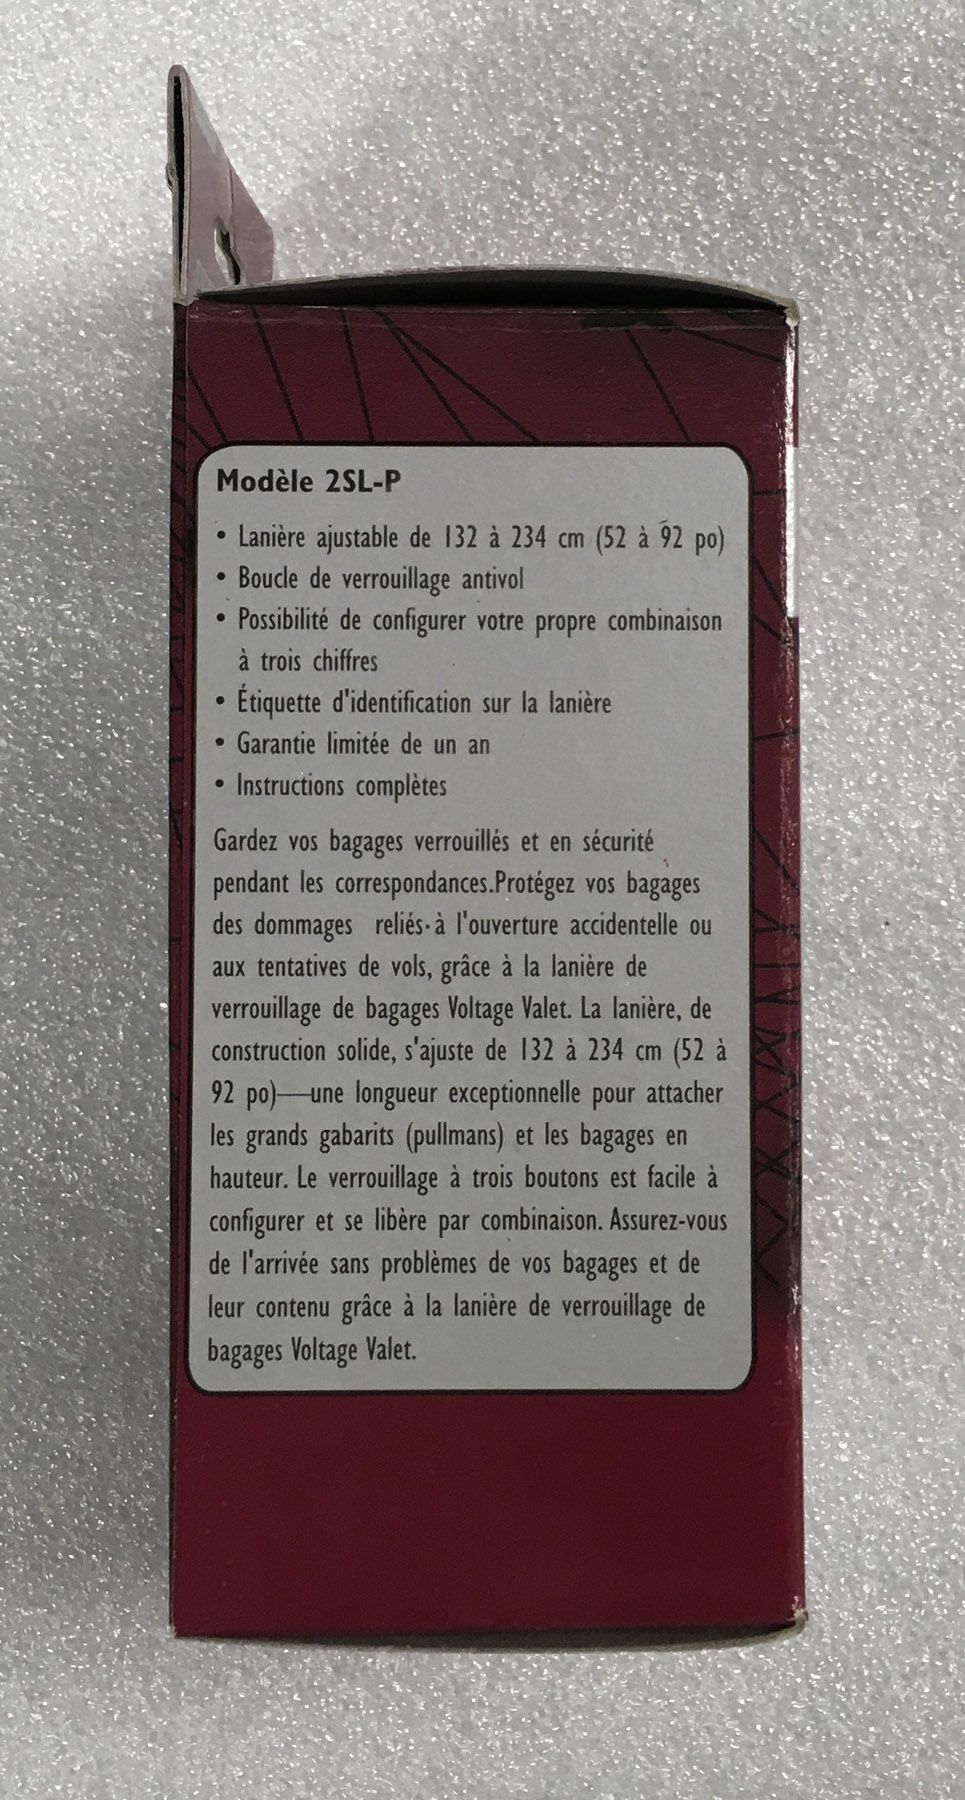 Modèle 2SL-P
• Lanière ajustable de 132 à 234 cm (52 à 92 po)
• Boucle de verrouillage antivol
• Possibilité de configurer votre propre combinaison
à trois chiffres
• Étiquette d'identification sur la lanière
• Garantie limitée de un an
• Instructions complètes
Gardez vos bagages verrouillés et en sécurité
pendant les correspondances.Protégez vos bagages
des dommages reliés à l'ouverture accidentelle ou
aux tentatives de vols, grâce à la lanière de
verrouillage de bagages Voltage Valet. La lanière, de
construction solide, s'ajuste de 132 à 234 cm (52 à
92 po)—une longueur exceptionnelle pour attacher
les grands gabarits (pullmans) et les bagages en
hauteur. Le verrouillage à trois boutons est facile à
configurer et se libère par combinaison. Assurez-vous
de l'arrivée sans problèmes de vos bagages et de
leur contenu grâce à la lanière de verrouillage de
bagages Voltage Valet.